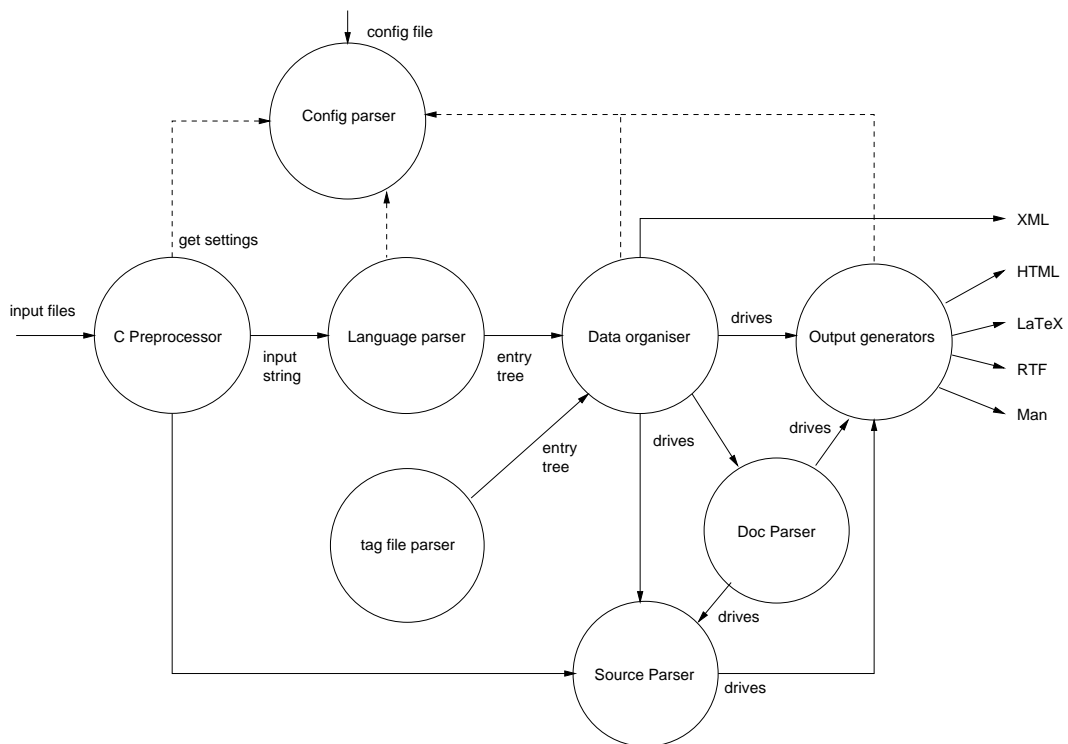 config file
Config parser
get settings
XML
HTML
input files
drives
LaTeX
C Preprocessor
Language parser
Data organiser
Output generators
input
string
entry
tree
RTF
Man
drives
drives
entry
tree
Doc Parser
tag file parser
drives
Source Parser
drives